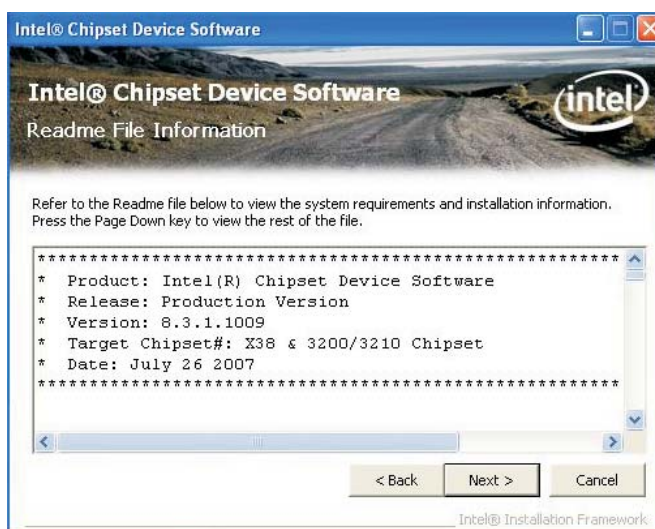 Intel® Chipset Device Software
Intel® Chipset Device Software
intel
Readme File Information
Refer to the Readme file below to view the system requirements and installation information.
Press the Page Down key to view the rest of the file.
********************************************************
* Product: Intel(R) Chipset Device Software
* Release: Production Version
* Version: 8.3.1.1009
* Target Chipset#: X38 & 3200/3210 Chipset
* Date: July 26 2007
********************************************************
< Back Next > Cancel
Intel® Installation Framework